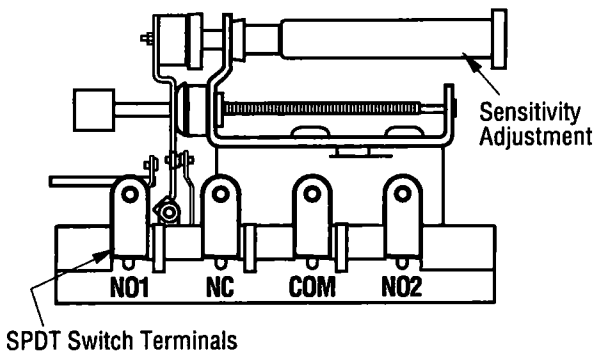 Sensitivity
Adjustment
NO1 NC COM NO2
SPDT Switch Terminals